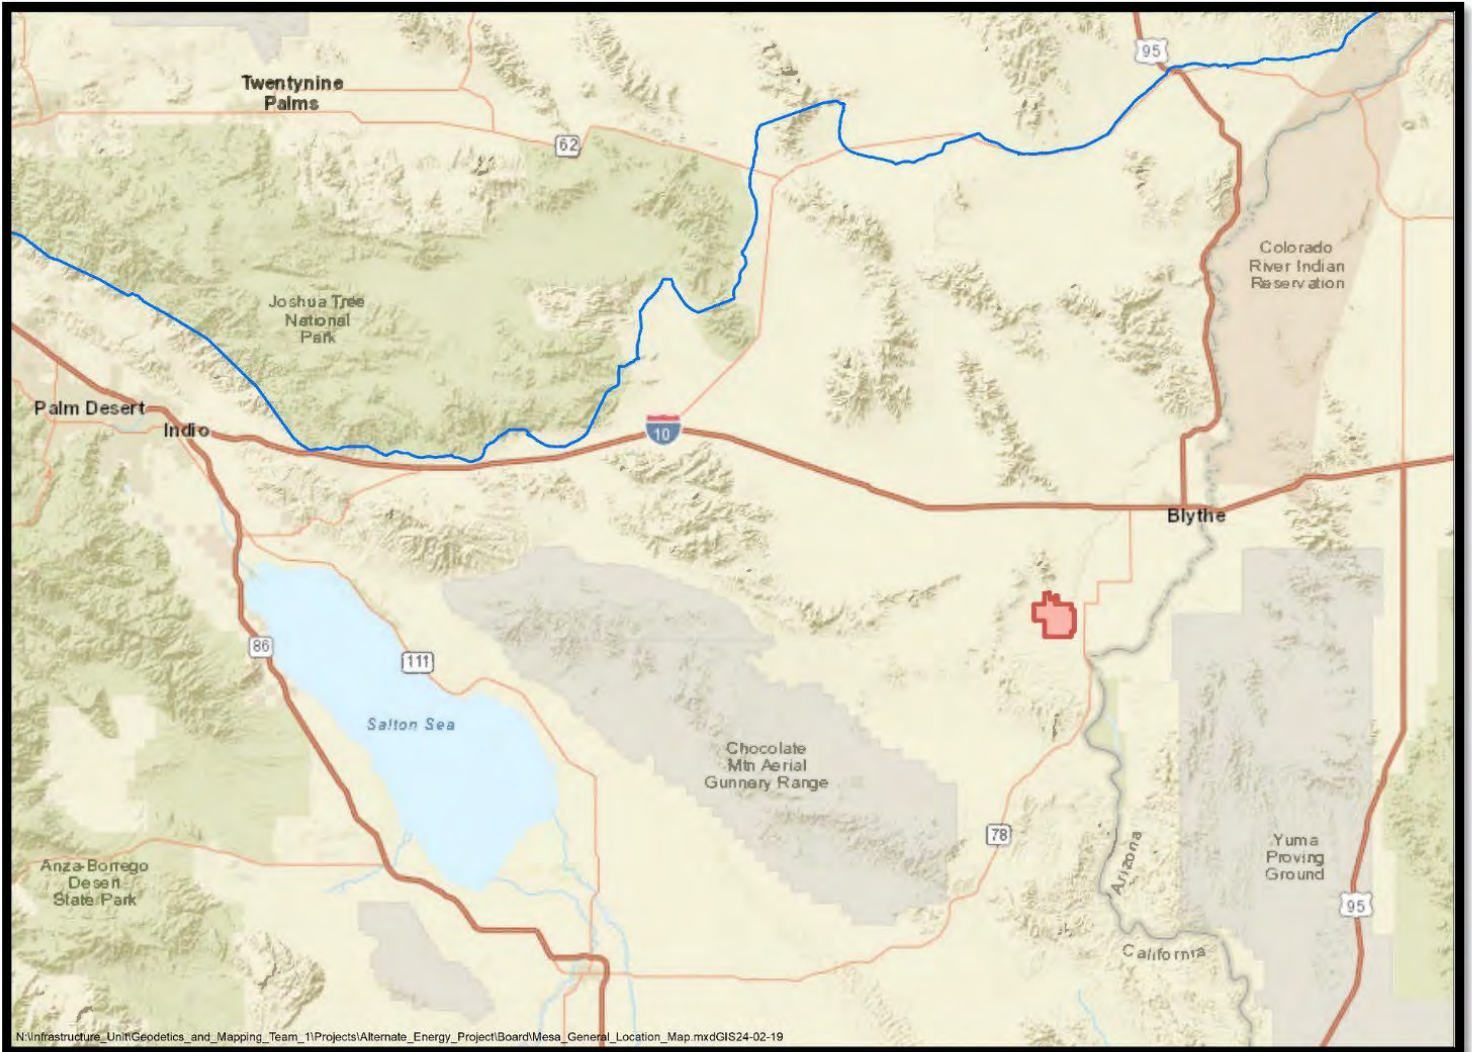 95
Twentynine
Palms
62
Colorado
River Indian
Reservation
Joshua Tree
National
Park
Palm Desert
Indio
10
Blythe
86
111
Salton Sea
Chocolate
Mtn Aerial
Gunnery Range
78
Arizona
Yuma
Proving
Ground
Anza-Borrego
Desert
State Park
95
California
N:\Infrastructure_Unit\Geodetics_and_Mapping_Team_1\Projects\Alternate_Energy_Project\Board\Mesa_General_Location_Map.mxdGIS24-02-19